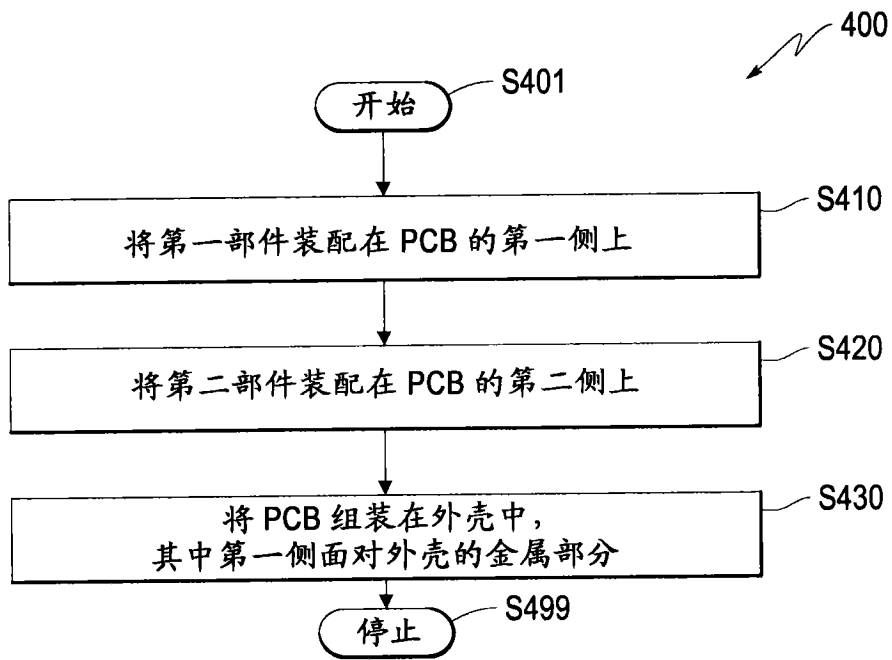 400
开始
S401
S410
将第一部件装配在 PCB 的第一侧上
S420
将第二部件装配在 PCB 的第二侧上
S430
将 PCB 组装在外壳中，
其中第一侧面对外壳的金属部分
S499
停止